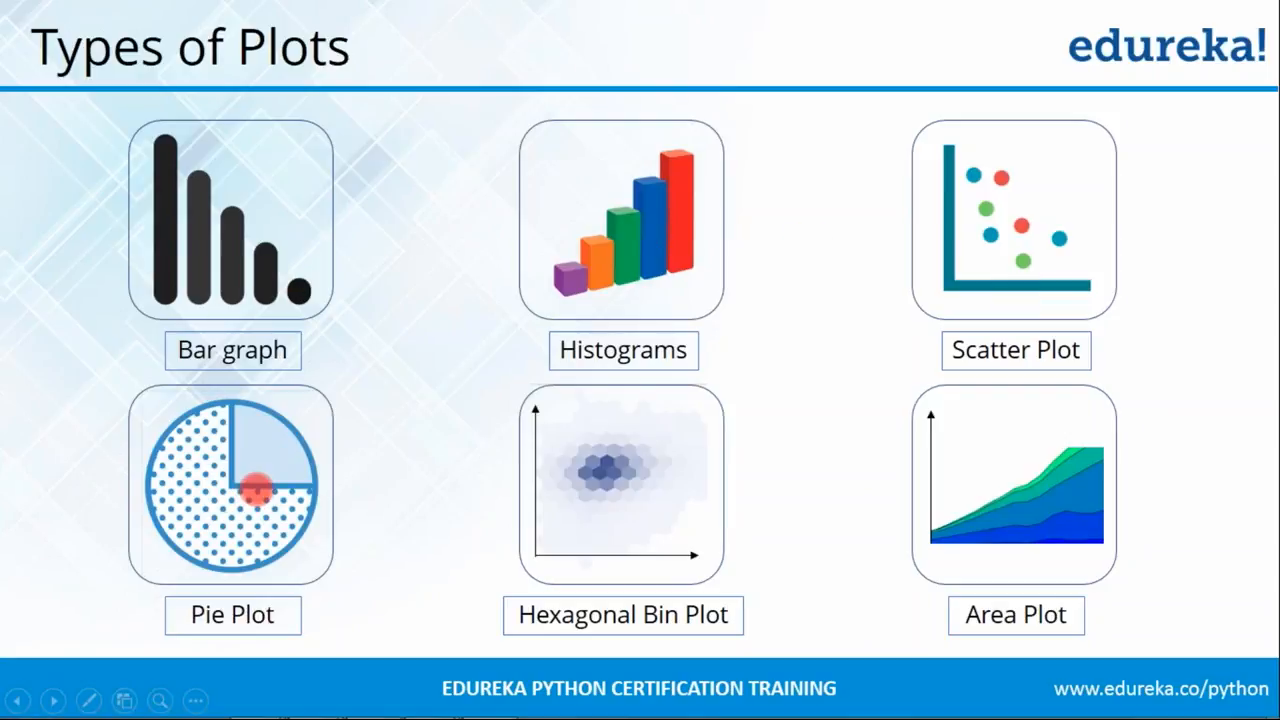 Types of Plots
edureka!
Bar graph
Histograms
Scatter Plot
Pie Plot
Hexagonal Bin Plot
Area Plot
EDUREKA PYTHON CERTIFICATION TRAINING
www.edureka.co/python